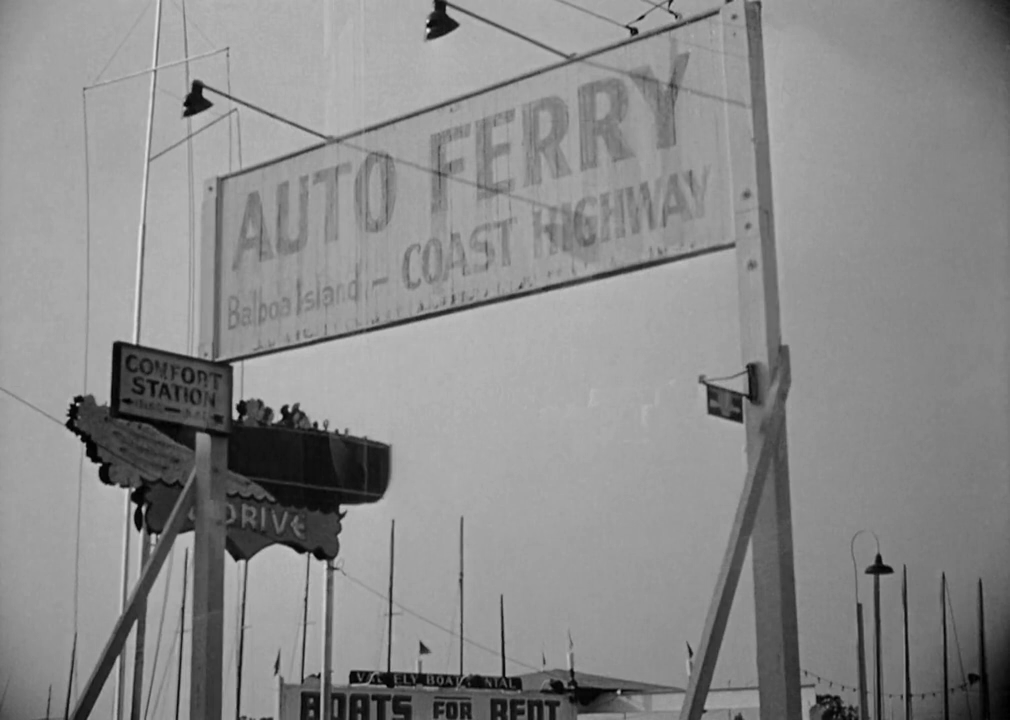 AUTO FERRY
Balboa Island - COAST HIGHWAY
COMFORT
STATION
DRIVE
BOATS FOR RENT